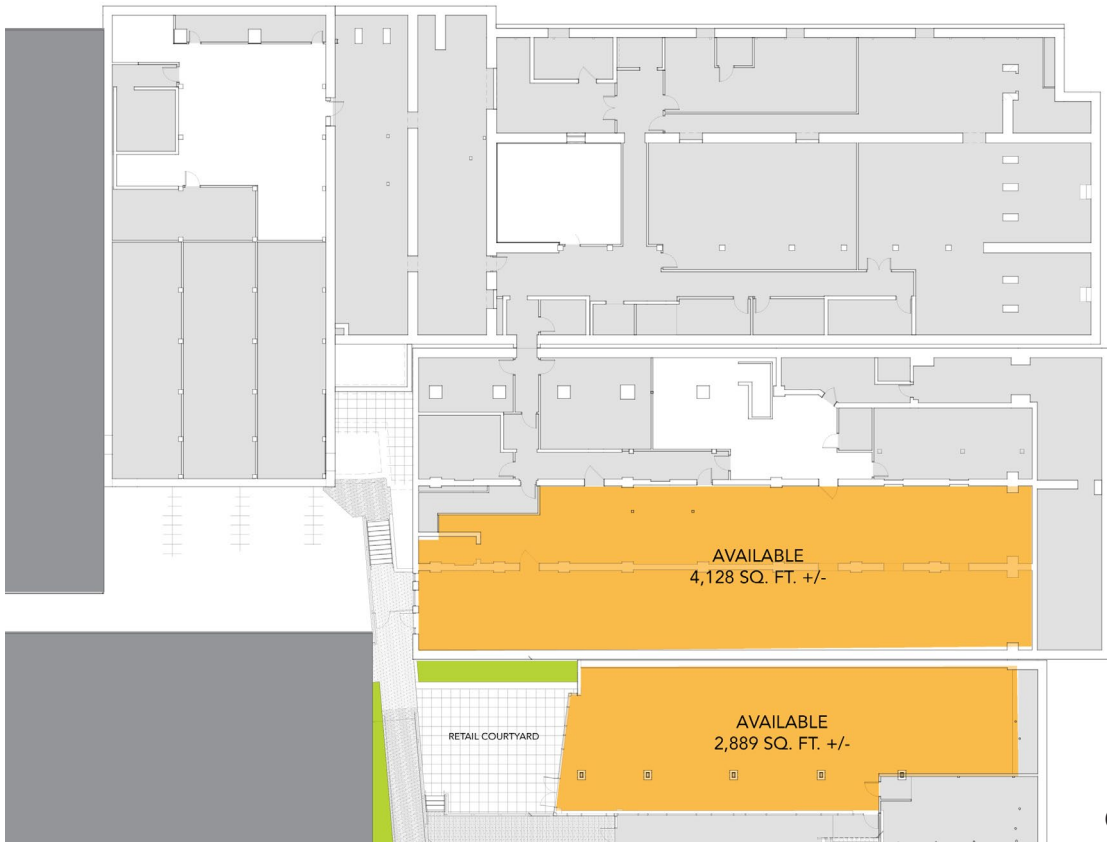 AVAILABLE
4,128 SQ. FT. +/-
AVAILABLE
2,889 SQ. FT. +/-
RETAIL COURTYARD